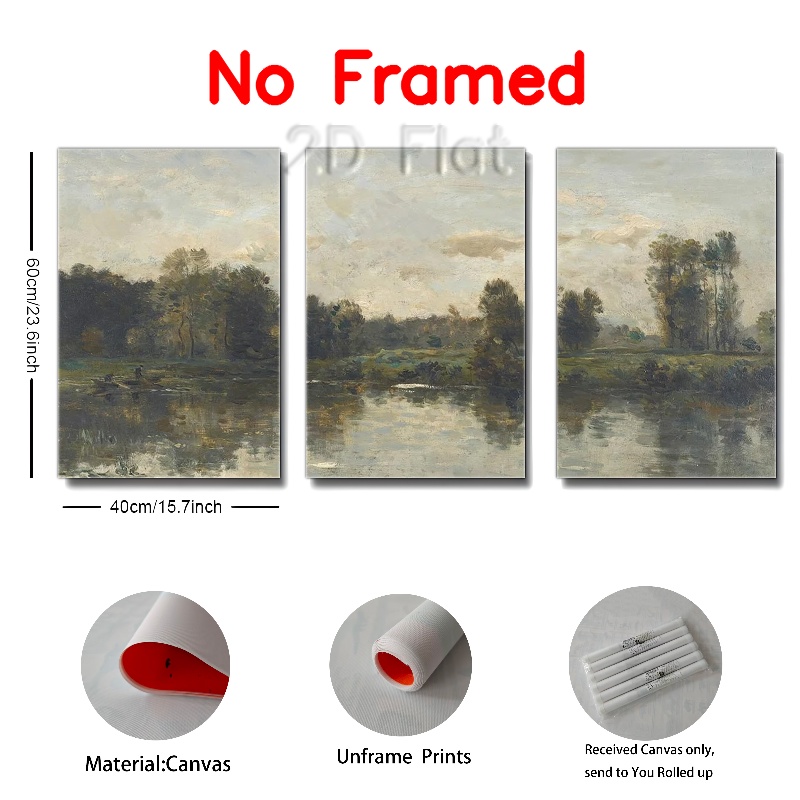 No Framed
2D Flat
60cm/23.6inch
40cm/15.7inch
Material:Canvas
Unframe Prints
Received Canvas only,
send to You Rolled up